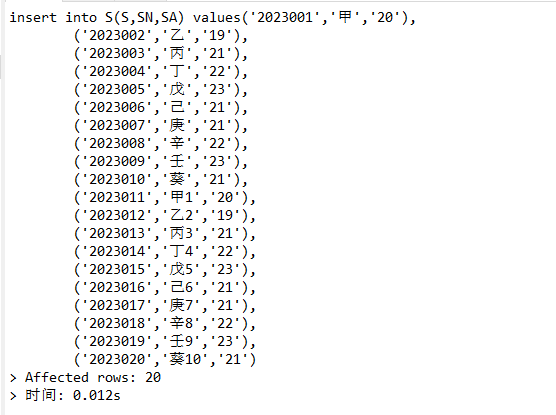 insert into S(S,SN,SA) values('2023001','甲','20'),
('2023002','乙','19'),
('2023003','丙','21'),
('2023004','丁','22'),
('2023005','戊','23'),
('2023006','己','21'),
('2023007','庚','21'),
('2023008','辛','22'),
('2023009','壬','23'),
('2023010','葵','21'),
('2023011','甲1','20'),
('2023012','乙2','19'),
('2023013','丙3','21'),
('2023014','丁4','22'),
('2023015','戊5','23'),
('2023016','己6','21'),
('2023017','庚7','21'),
('2023018','辛8','22'),
('2023019','壬9','23'),
('2023020','葵10','21')
> Affected rows: 20
> 时间: 0.012s